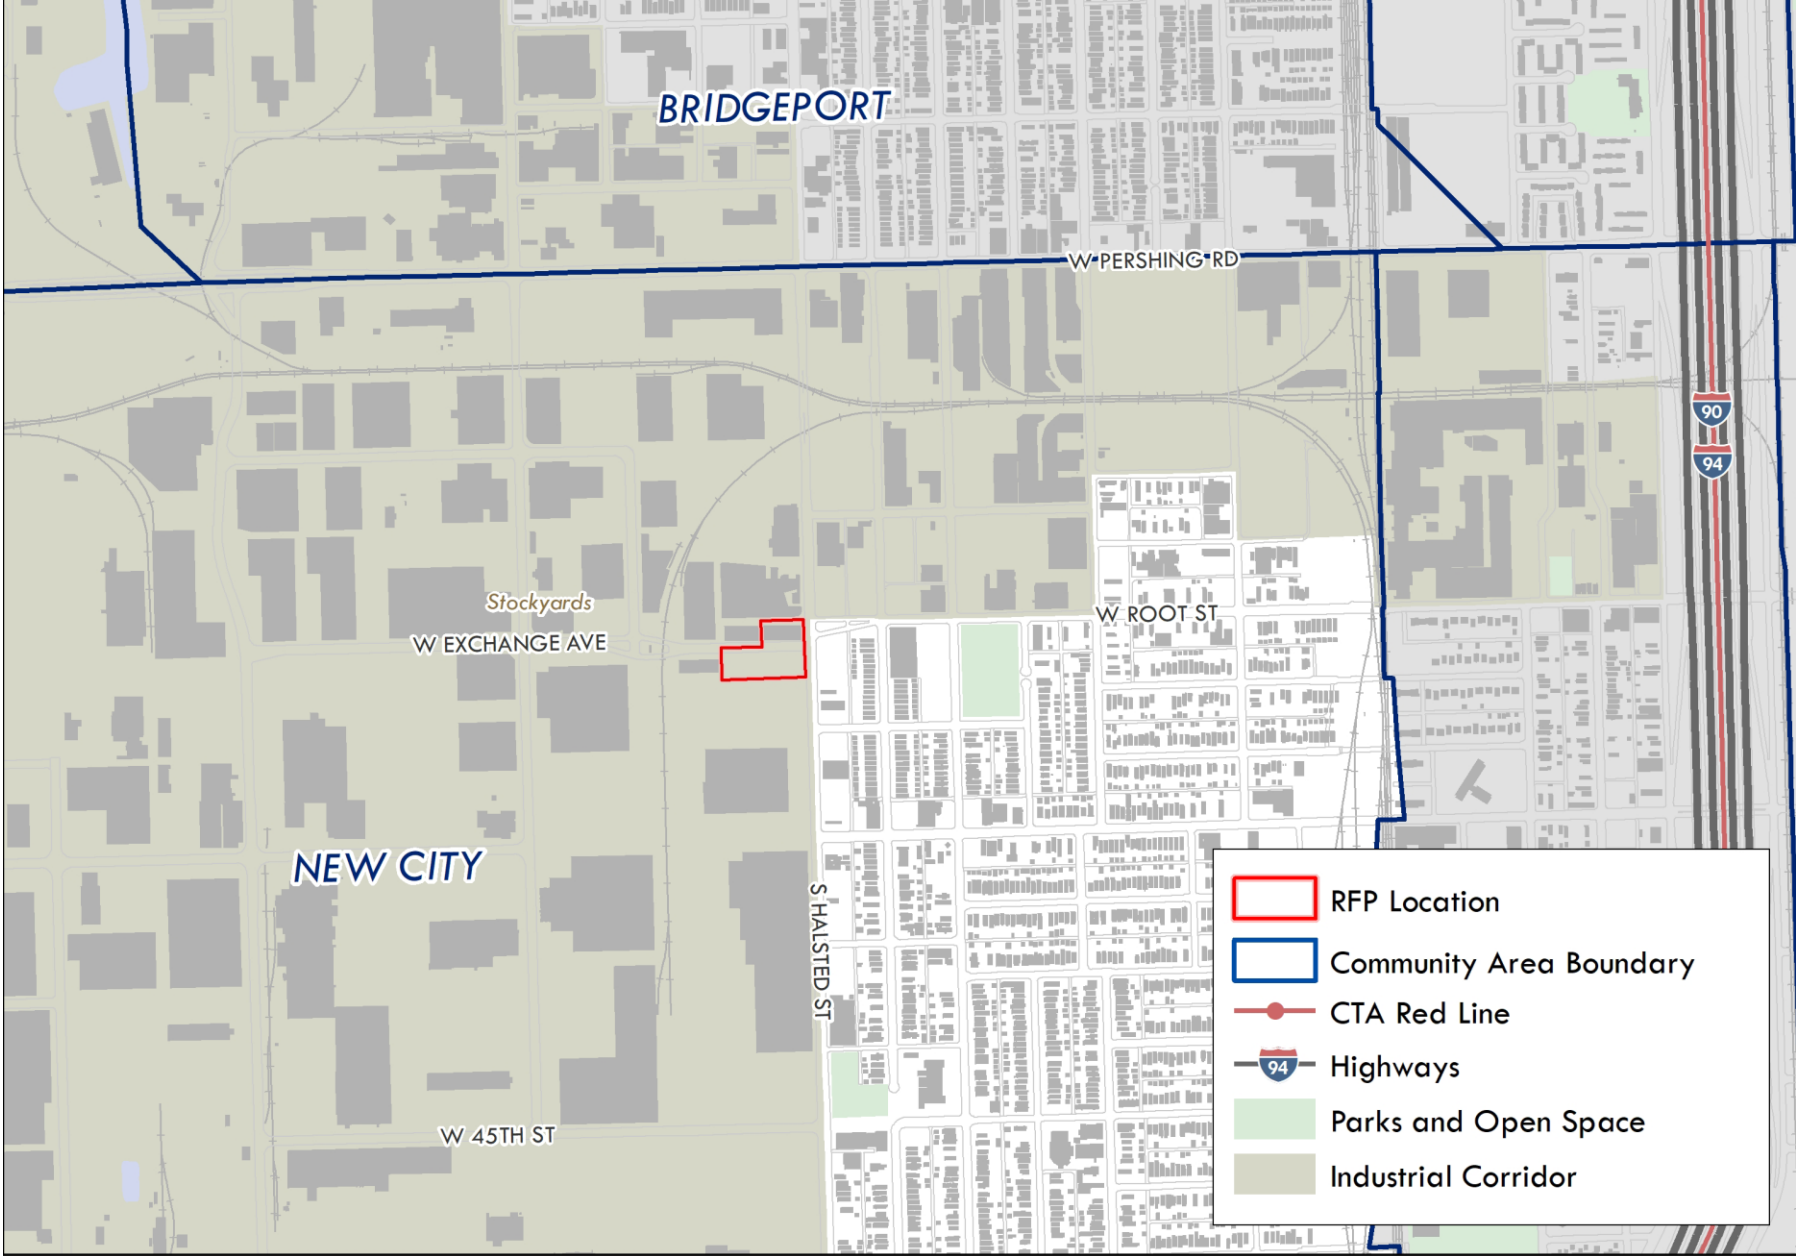 BRIDGEPORT
W PERSHING RD
90
94
Stockyards
W EXCHANGE AVE
W ROOT ST
NEW CITY
S HALSTED ST
W 45TH ST
RFP Location
Community Area Boundary
CTA Red Line
94
Highways
Parks and Open Space
Industrial Corridor